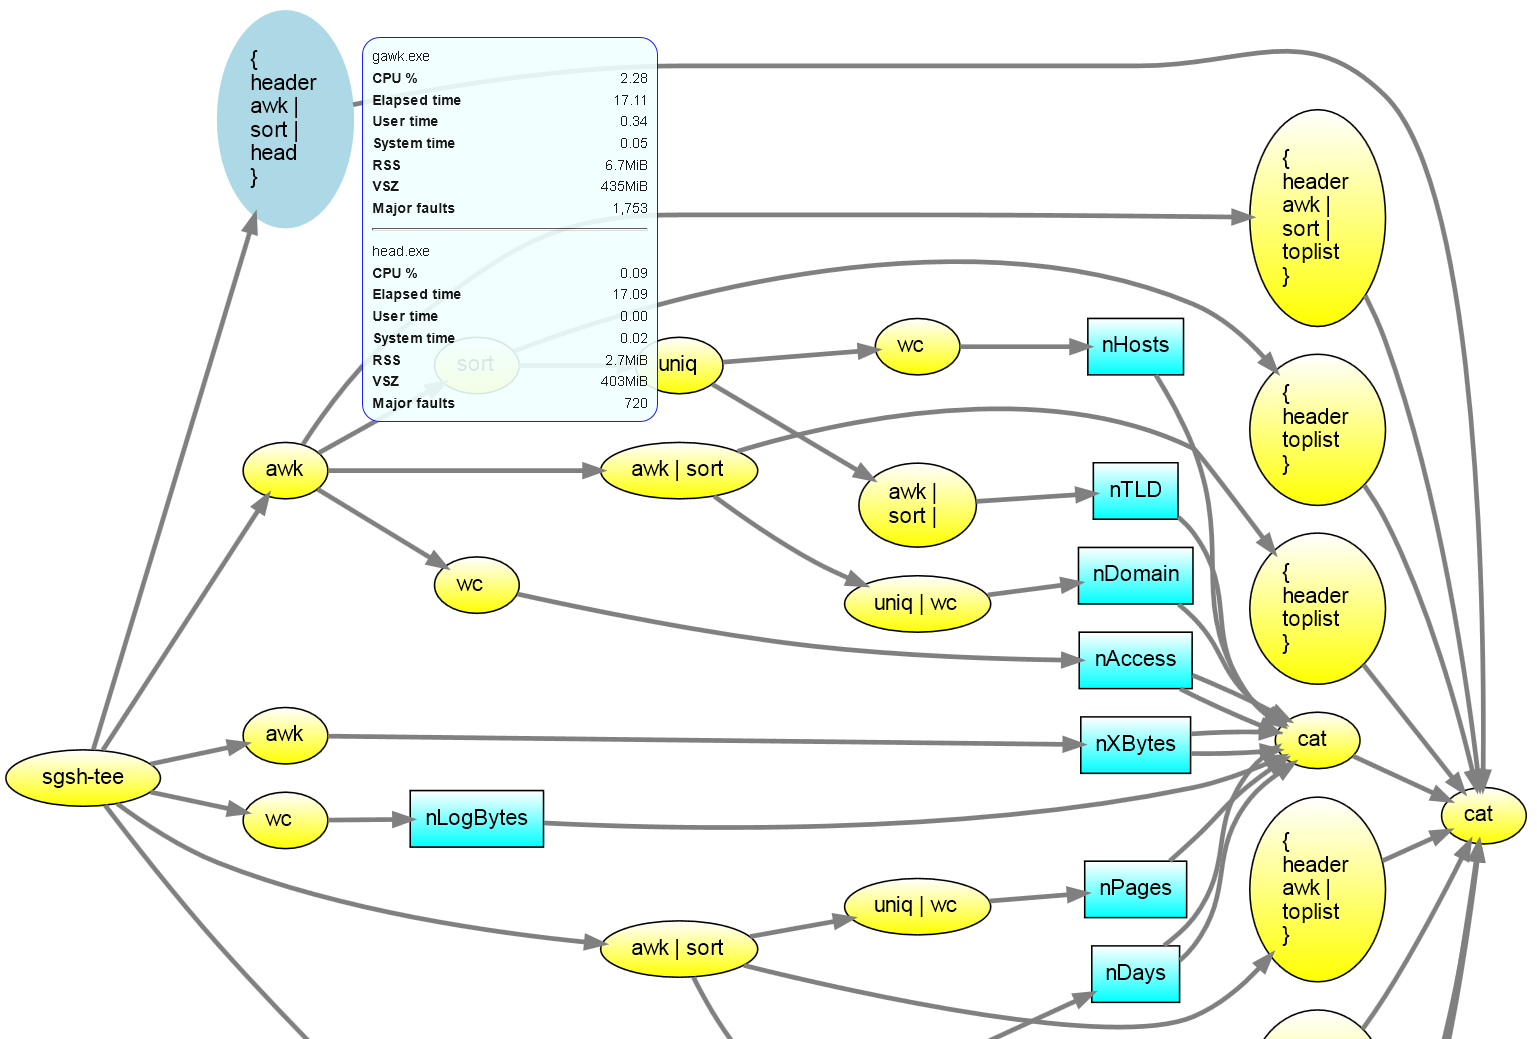 {
header
awk |
sort |
head
}
gawk.exe
CPU % 2.28
Elapsed time 17.11
User time 0.34
System time 0.05
RSS 6.7MiB
VSZ 435MiB
Major faults 1,753
head.exe
CPU % 0.09
Elapsed time 17.09
User time 0.00
System time 0.02
RSS 2.7MiB
VSZ 403MiB
Major faults 720
{
header
awk |
sort |
toplist
}
sort
uniq
wc
nHosts
{
header
toplist
}
awk
awk | sort
awk |
sort |
nTLD
wc
uniq | wc
nDomain
{
header
toplist
}
nAccess
awk
nXBytes
cat
sgsh-tee
wc
nLogBytes
cat
{
header
awk |
toplist
}
uniq | wc
nPages
awk | sort
nDays